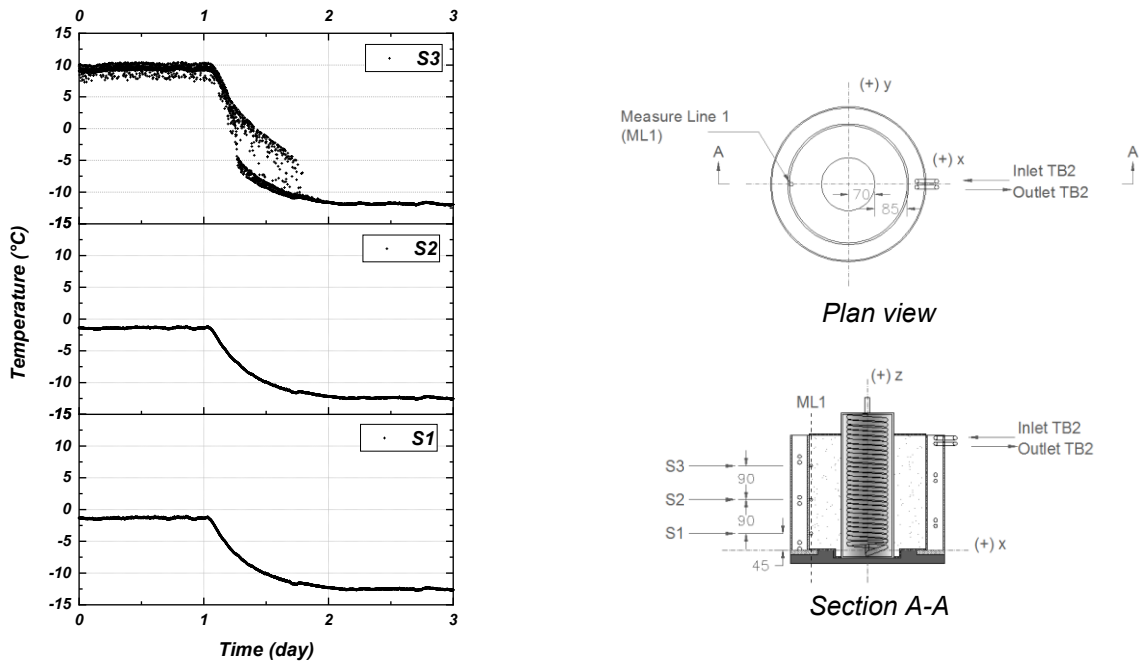 0 1 2 3
15
10
5
0
-5
-10
-15
S3
10
5
0
-5
-10
-15
S2
10
5
0
-5
-10
-15
S1
0 1 2 3
Temperature (°C)
Time (day)
(+) y
Measure Line 1
(ML1)
A
A
(+) x
Inlet TB2
Outlet TB2
70
85
Plan view
(+) z
ML1
Inlet TB2
Outlet TB2
S3
90
S2
90
S1
45
(+) x
Section A-A